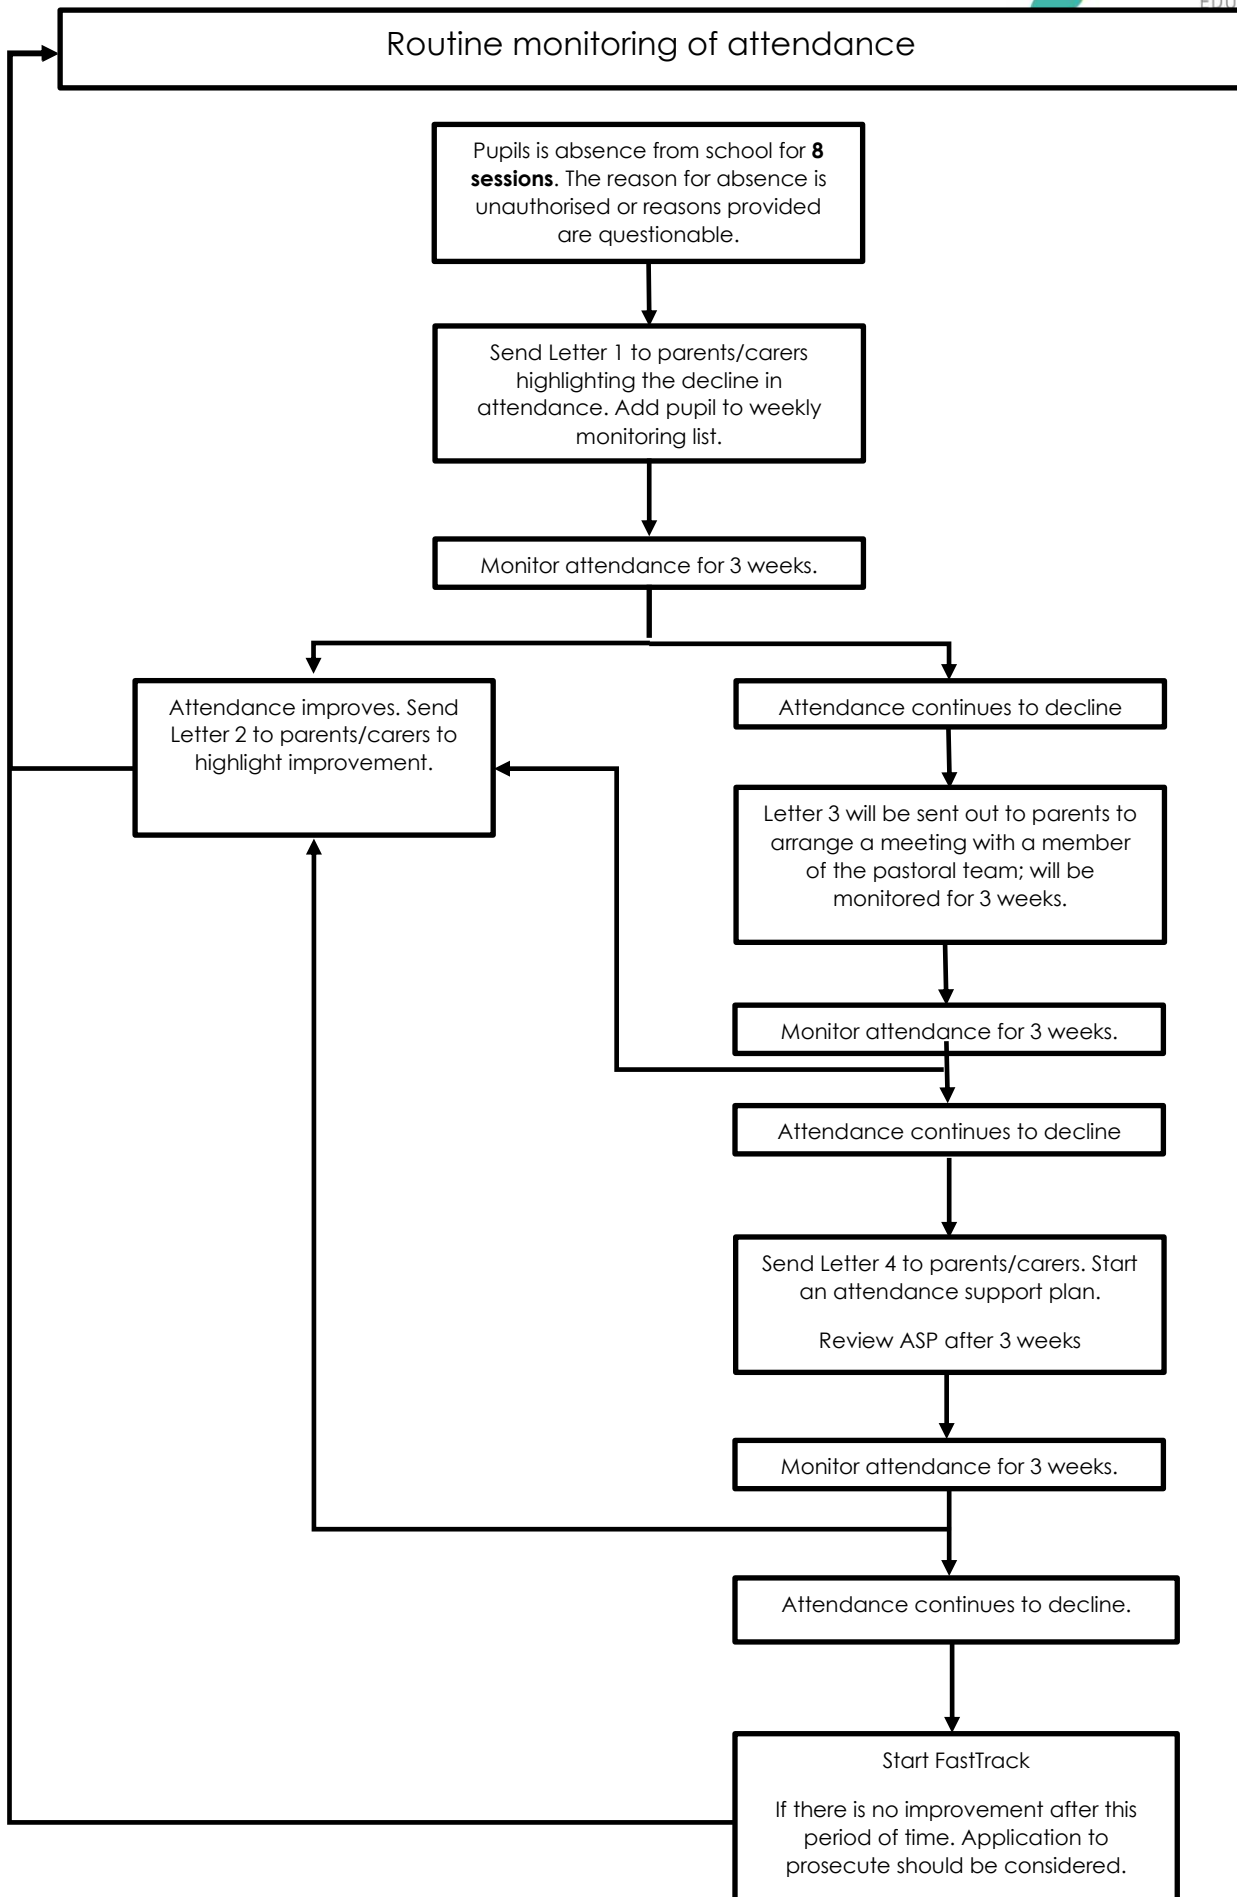 EDU
Routine monitoring of attendance
Pupils is absence from school for 8
sessions. The reason for absence is
unauthorised or reasons provided
are questionable.
Send Letter 1 to parents/carers
highlighting the decline in
attendance. Add pupil to weekly
monitoring list.
Monitor attendance for 3 weeks.
Attendance improves. Send
Letter 2 to parents/carers to
highlight improvement.
Attendance continues to decline
Letter 3 will be sent out to parents to
arrange a meeting with a member
of the pastoral team; will be
monitored for 3 weeks.
Monitor attendance for 3 weeks.
Attendance continues to decline
Send Letter 4 to parents/carers. Start
an attendance support plan.
Review ASP after 3 weeks
Monitor attendance for 3 weeks.
Attendance continues to decline.
Start FastTrack
If there is no improvement after this
period of time. Application to
prosecute should be considered.